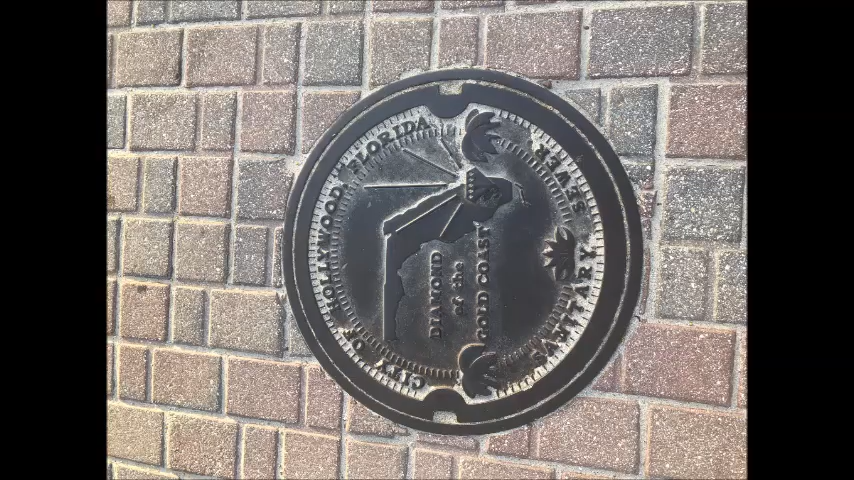 CITY OF HOLLYWOOD, FLORIDA
DIAMOND
of the
GOLD COAST
SANITARY SEWER